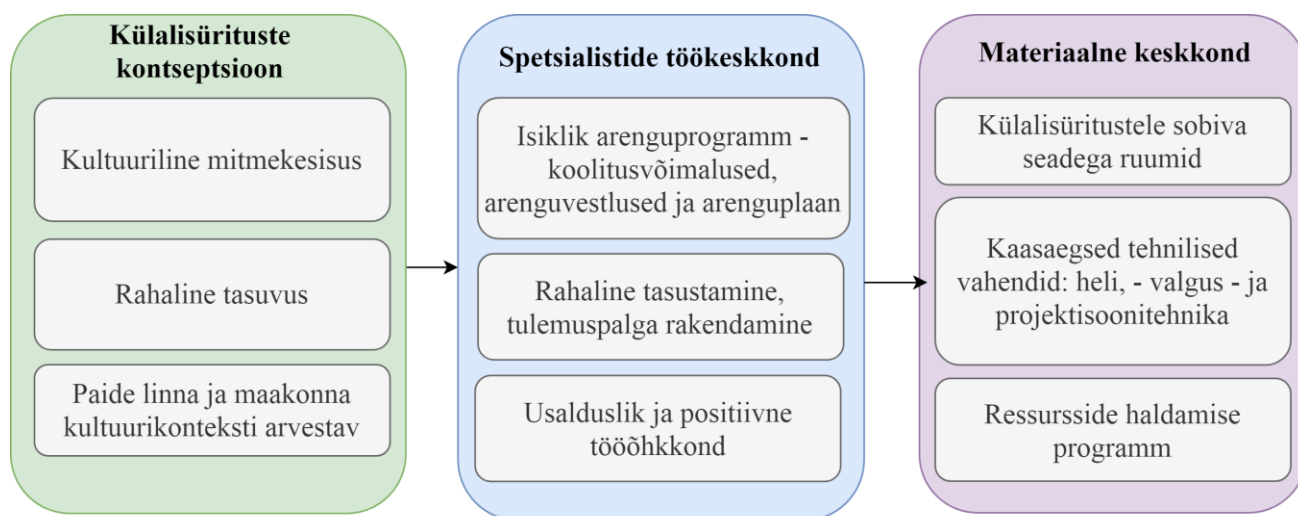 Külalisürituste
kontseptsioon
Kultuuriline mitmekesisus
Rahaline tasuvus
Paide linna ja maakonna
kultuurikonteksti arvestav
Spetsialistide töökeskkond
Isiklik arenguprogramm -
koolitusvõimalused,
arenguvestlused ja arenguplaan
Rahaline tasustamine,
tulemuspalga rakendamine
Usalduslik ja positiivne
tööõhkkond
Materiaalne keskkond
Külalisüritustele sobiva
seadega ruumid
Kaasaegsed tehnilised
vahendid: heli, - valgus - ja
projektisoonitehnika
Ressursside haldamise
programm